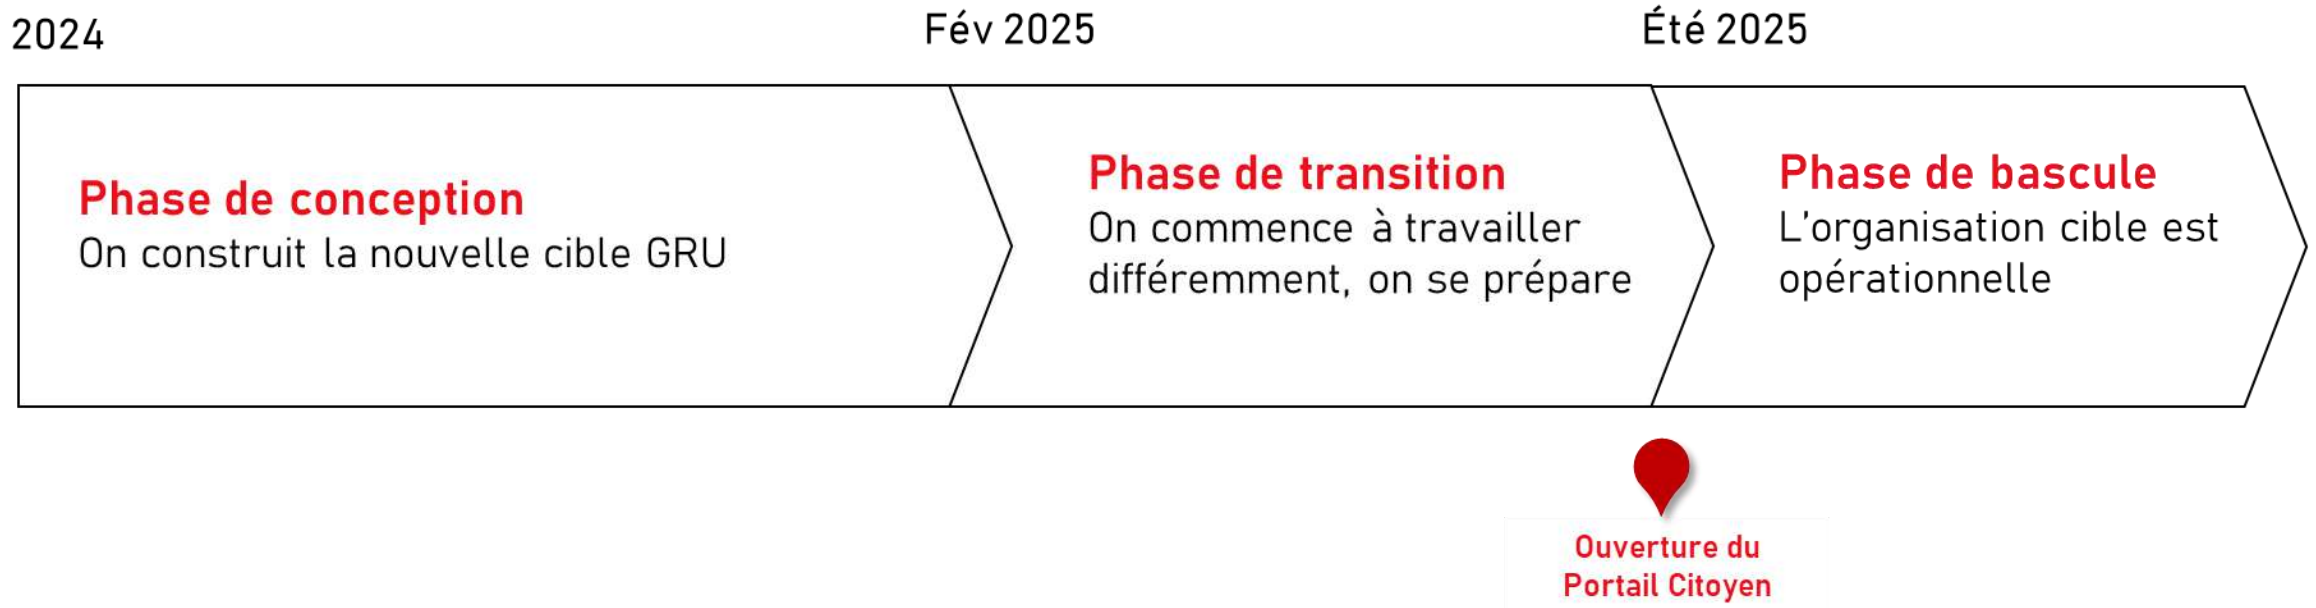 2024
Fév 2025
Été 2025
Phase de conception
On construit la nouvelle cible GRU
Phase de transition
On commence à travailler
différemment, on se prépare
Phase de bascule
L'organisation cible est
opérationnelle
Ouverture du
Portail Citoyen